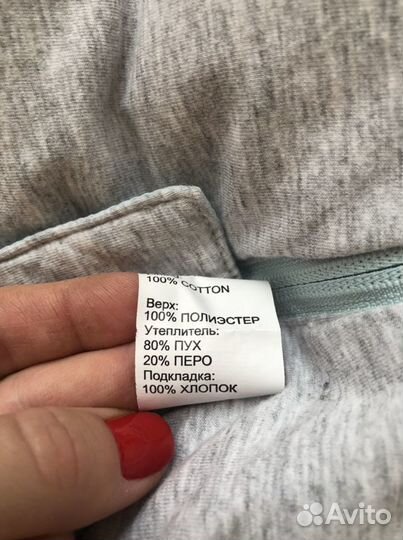 100% COTTON
Верх:
100% ПОЛИЭСТЕР
Утеплитель:
80% ПУХ
20% ПЕРО
Подкладка:
100% ХЛОПОК
Avito